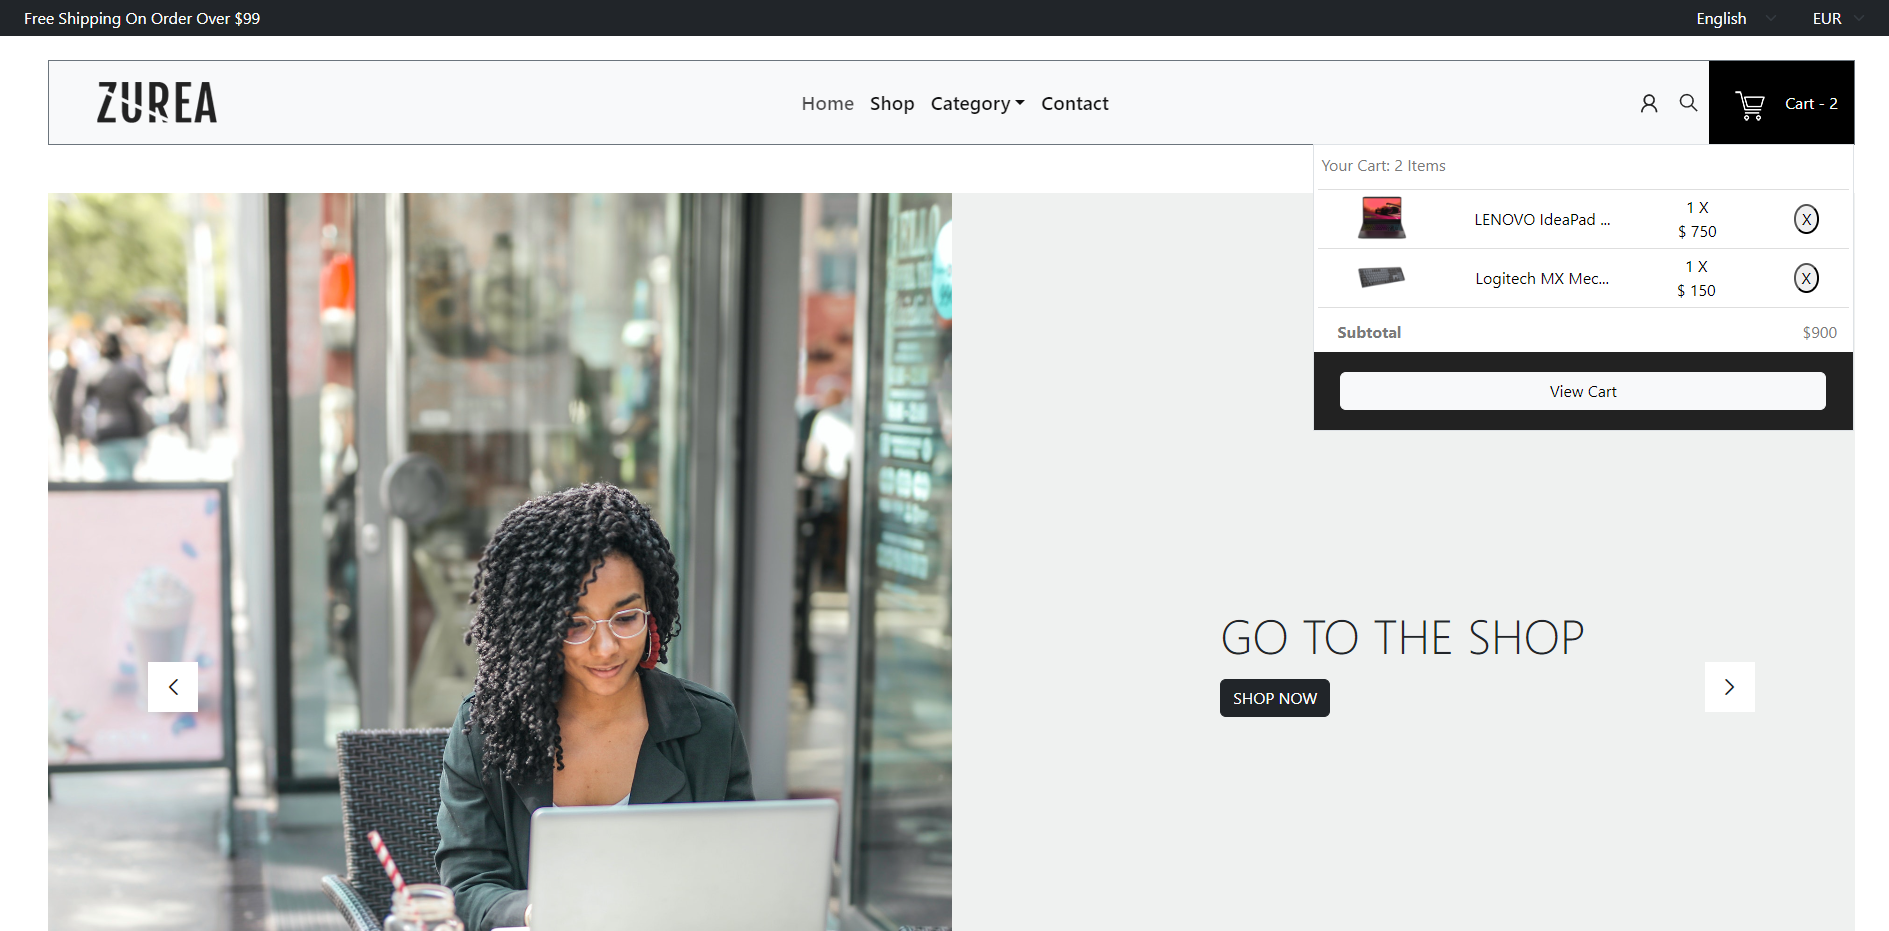 Free Shipping On Order Over $99
English
EUR
ZUREA
Home Shop Category Contact
Cart - 2
Your Cart: 2 Items
LENOVO IdeaPad ...
1 X
$ 750
X
Logitech MX Mec...
1 X
$ 150
X
Subtotal $900
View Cart
GO TO THE SHOP
SHOP NOW